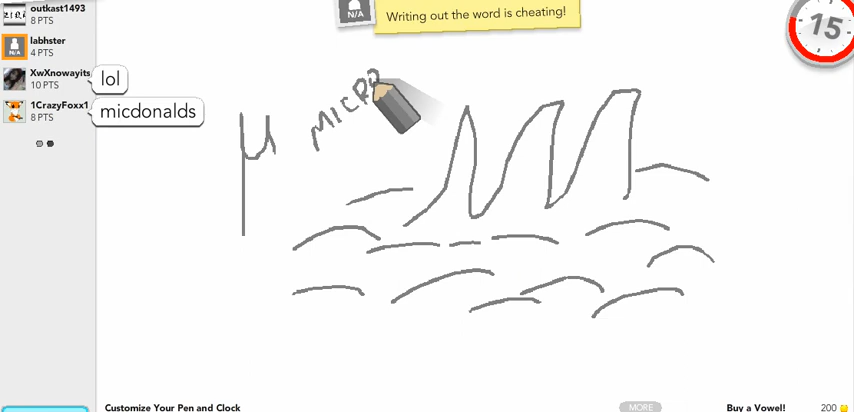 outkast1493
8 PTS
N/A
labhster
4 PTS
XwXnowayits
10 PTS
lol
1CrazyFoxx1
8 PTS
micdonalds
N/A
Writing out the word is cheating!
15
μ
MICRO
Customize Your Pen and Clock
MORE
Buy a Vowel!
200